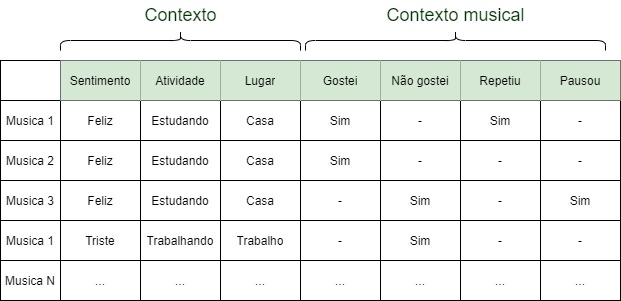 Contexto Contexto musical
Sentimento Atividade Lugar Gostei Não gostei Repetiu Pausou
Musica 1 Feliz Estudando Casa Sim - Sim -
Musica 2 Feliz Estudando Casa Sim - - -
Musica 3 Feliz Estudando Casa - Sim - Sim
Musica 1 Triste Trabalhando Trabalho - Sim - -
Musica N ... ... ... ... ... ... ...